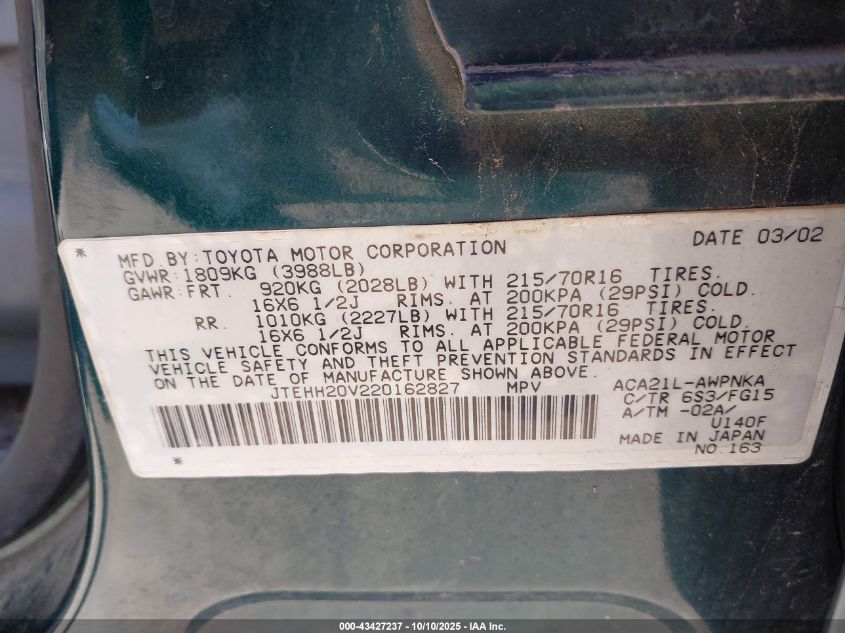 * MFD.BY:TOYOTA MOTOR CORPORATION DATE 03/02
GVWR:1809KG (3988LB)
GAWR:FRT. 920KG (2028LB) WITH 215/70R16 TIRES.
16X6 1/2J RIMS. AT 200KPA (29PSI) COLD.
RR. 1010KG (2227LB) WITH 215/70R16 TIRES.
16X6 1/2J RIMS. AT 200KPA (29PSI) COLD.
THIS VEHICLE CONFORMS TO ALL APPLICABLE FEDERAL MOTOR
VEHICLE SAFETY AND THEFT PREVENTION STANDARDS IN EFFECT
ON THE DATE OF MANUFACTURE SHOWN ABOVE.
JTEHH20V220162827 MPV ACA21L-AWPNKA
C/TR 6S3/FG15
A/TM -02A/
U140F
MADE IN JAPAN
* NO.163
000-43427237 - 10/10/2025 - IAA Inc.